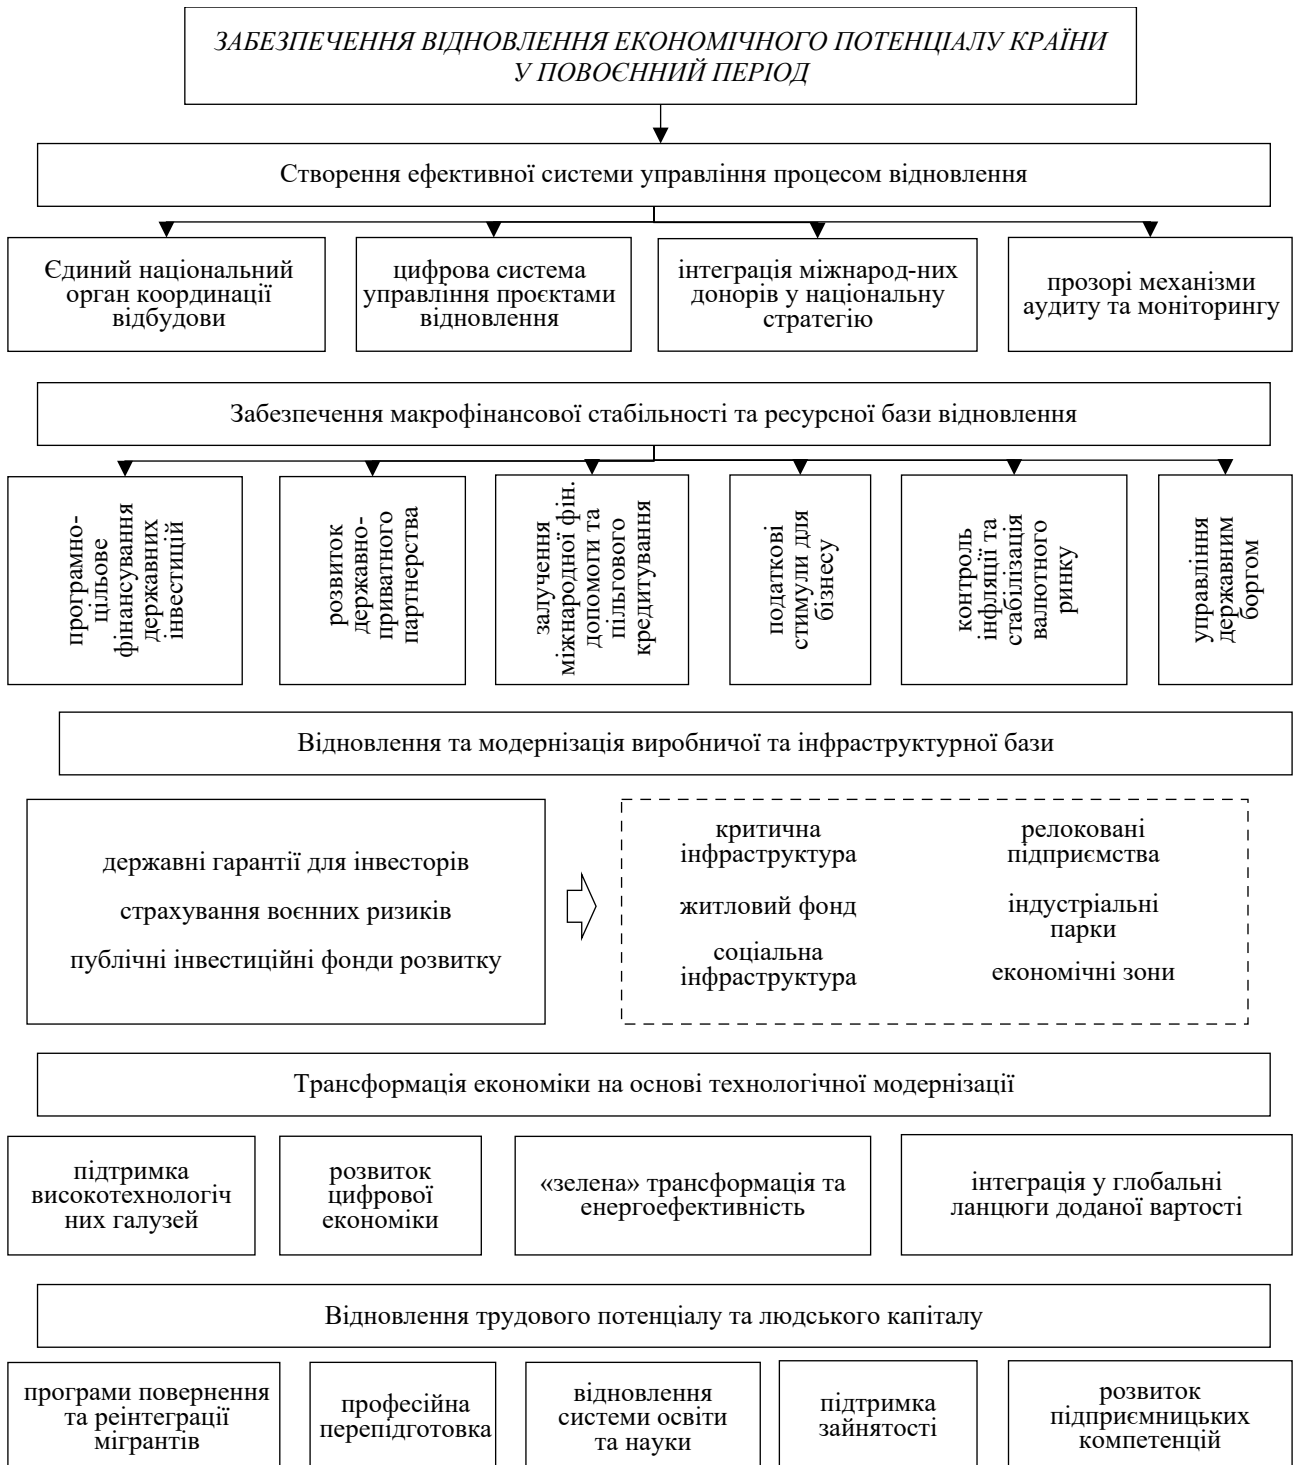 ЗАБЕЗПЕЧЕННЯ ВІДНОВЛЕННЯ ЕКОНОМІЧНОГО ПОТЕНЦІАЛУ КРАЇНИ
У ПОВОЄННИЙ ПЕРІОД
Створення ефективної системи управління процесом відновлення
Єдиний національний
орган координації
відбудови
цифрова система
управління проєктами
відновлення
інтеграція міжнарод-них
донорів у національну
стратегію
прозорі механізми
аудиту та моніторингу
Забезпечення макрофінансової стабільності та ресурсної бази відновлення
програмно-
цільове
фінансування
державних
інвестицій
розвиток
державно-
приватного
партнерства
залучення
міжнародної фін.
допомоги та
пільгового
кредитування
податкові
стимули для
бізнесу
контроль
інфляції та
стабілізація
валютного
ринку
управління
державним
боргом
Відновлення та модернізація виробничої та інфраструктурної бази
державні гарантії для інвесторів
страхування воєнних ризиків
публічні інвестиційні фонди розвитку
критична
інфраструктура
житловий фонд
соціальна
інфраструктура
релоковані
підприємства
індустріальні
парки
економічні зони
Трансформація економіки на основі технологічної модернізації
підтримка
високотехнологіч
них галузей
розвиток
цифрової
економіки
«зелена» трансформація та
енергоефективність
інтеграція у глобальні
ланцюги доданої вартості
Відновлення трудового потенціалу та людського капіталу
програми повернення
та реінтеграції
мігрантів
професійна
перепідготовка
відновлення
системи освіти
та науки
підтримка
зайнятості
розвиток
підприємницьких
компетенцій